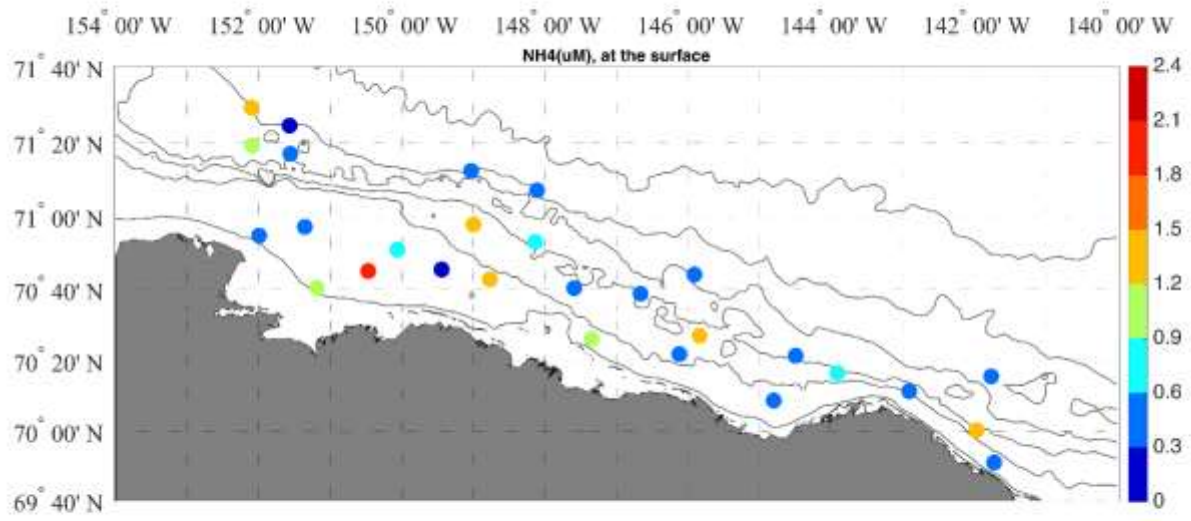 154° 00' W 152° 00' W 150° 00' W 148° 00' W 146° 00' W 144° 00' W 142° 00' W 140° 00' W
NH4(uM), at the surface
71° 40' N
71° 20' N
71° 00' N
70° 40' N
70° 20' N
70° 00' N
69° 40' N
2.4
2.1
1.8
1.5
1.2
0.9
0.6
0.3
0